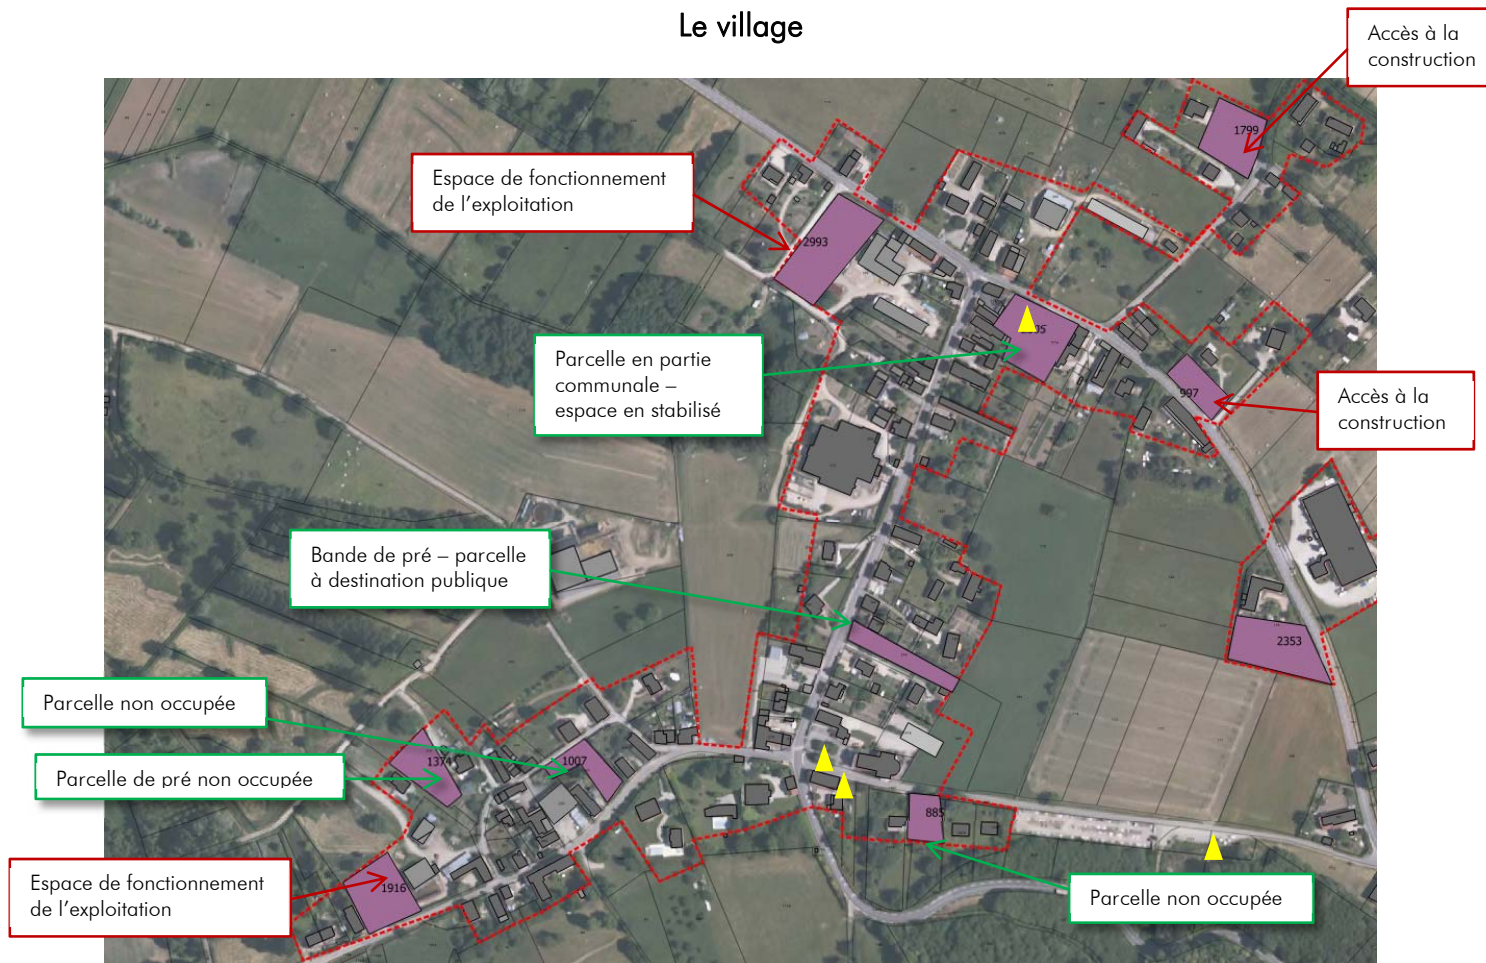 Le village
Accès à la
construction
1799
Espace de fonctionnement
de l’exploitation
2993
Parcelle en partie
communale –
espace en stabilisé
997
Accès à la
construction
Bande de pré – parcelle
à destination publique
2353
Parcelle non occupée
1374
1007
Parcelle de pré non occupée
885
Espace de fonctionnement
de l’exploitation
1916
Parcelle non occupée